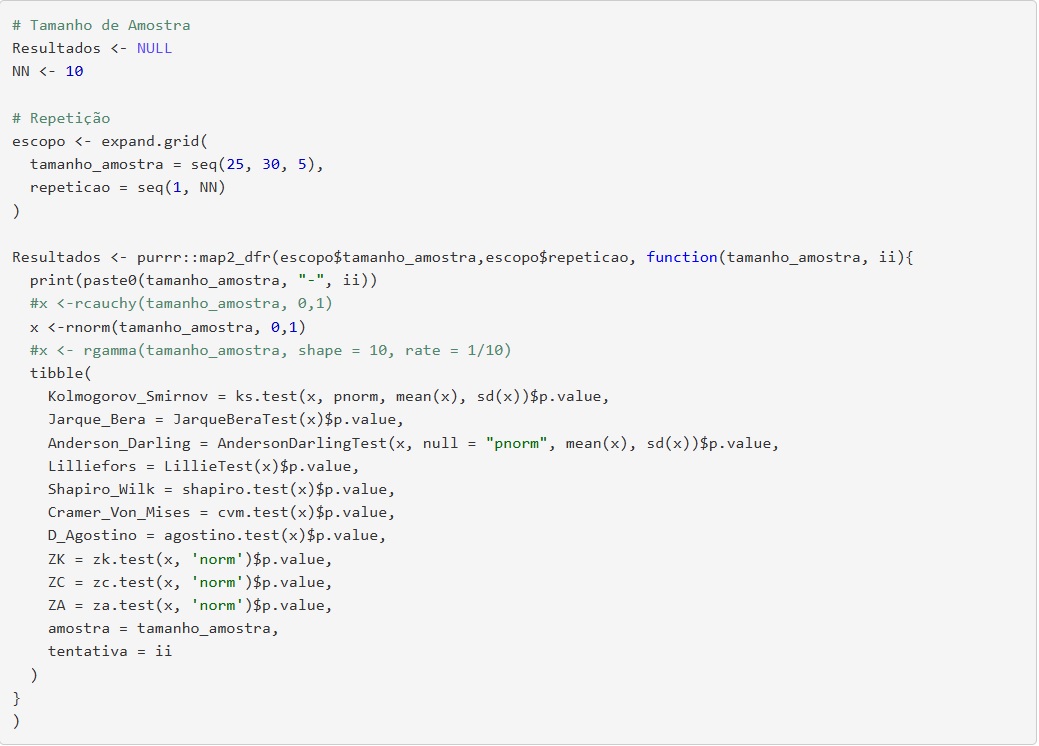 # Tamanho de Amostra
Resultados <- NULL
NN <- 10

# Repetição
escopo <- expand.grid(
  tamanho_amostra = seq(25, 30, 5),
  repeticao = seq(1, NN)
)

Resultados <- purrr::map2_dfr(escopo$tamanho_amostra,escopo$repeticao, function(tamanho_amostra, ii){
  print(paste0(tamanho_amostra, "-", ii))
  #x <-rcauchy(tamanho_amostra, 0,1)
  x <-rnorm(tamanho_amostra, 0,1)
  #x <- rgamma(tamanho_amostra, shape = 10, rate = 1/10)
  tibble(
    Kolmogorov_Smirnov = ks.test(x, pnorm, mean(x), sd(x))$p.value,
    Jarque_Bera = JarqueBeraTest(x)$p.value,
    Anderson_Darling = AndersonDarlingTest(x, null = "pnorm", mean(x), sd(x))$p.value,
    Lilliefors = LillieTest(x)$p.value,
    Shapiro_Wilk = shapiro.test(x)$p.value,
    Cramer_Von_Mises = cvm.test(x)$p.value,
    D_Agostino = agostino.test(x)$p.value,
    ZK = zk.test(x, 'norm')$p.value,
    ZC = zc.test(x, 'norm')$p.value,
    ZA = za.test(x, 'norm')$p.value,
    amostra = tamanho_amostra,
    tentativa = ii
  )
}
)